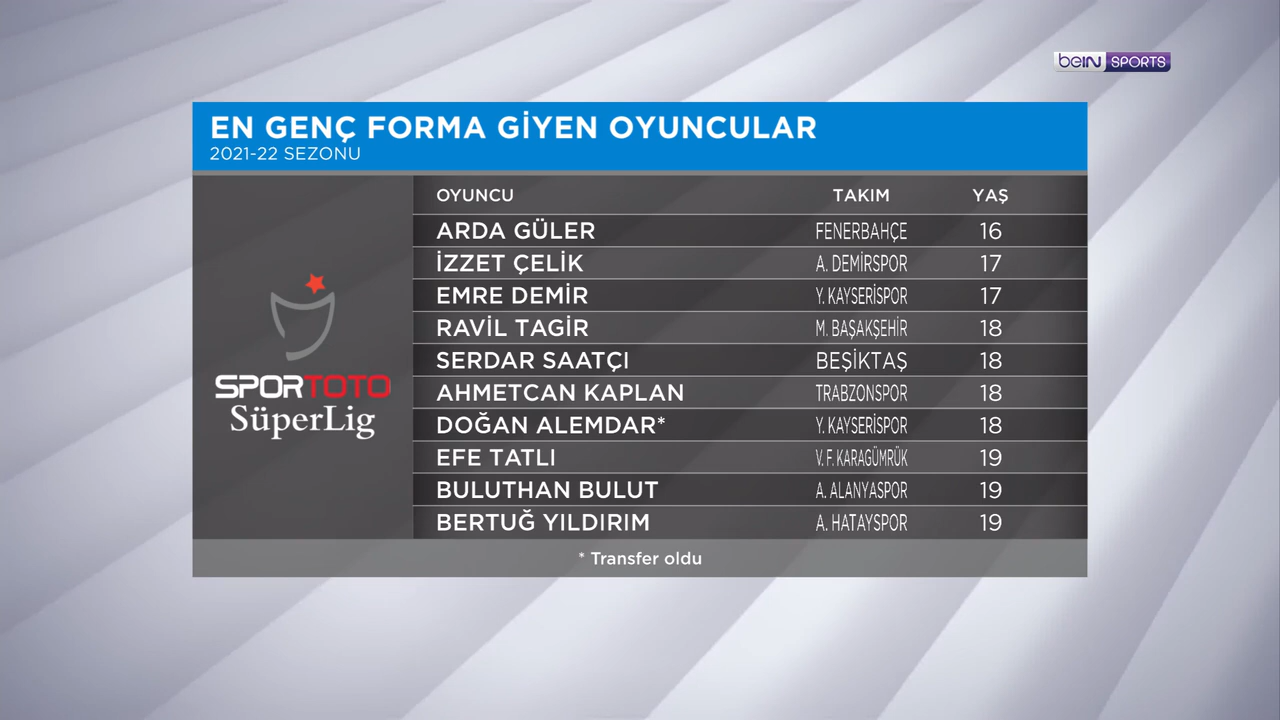 beIN SPORTS
EN GENÇ FORMA GİYEN OYUNCULAR
2021-22 SEZONU
OYUNCU TAKIM YAŞ
ARDA GÜLER FENERBAHÇE 16
İZZET ÇELİK A. DEMİRSPOR 17
EMRE DEMİR Y. KAYSERİSPOR 17
RAVİL TAGİR M. BAŞAKŞEHİR 18
SERDAR SAATÇI BEŞİKTAŞ 18
AHMETCAN KAPLAN TRABZONSPOR 18
DOĞAN ALEMDAR* Y. KAYSERİSPOR 18
EFE TATLI V. F. KARAGÜMRÜK 19
BULUTHAN BULUT A. ALANYASPOR 19
BERTUĞ YILDIRIM A. HATAYSPOR 19
SPORTOTO
SüperLig
* Transfer oldu